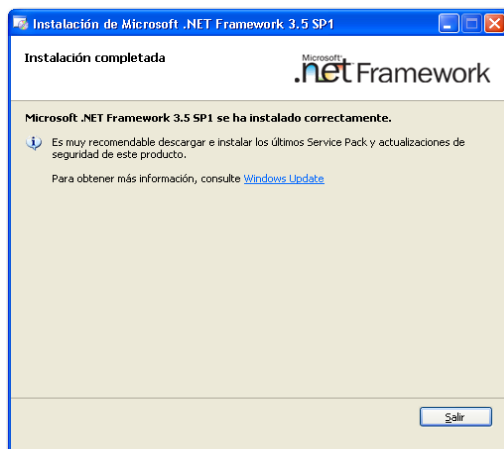 Instalación de Microsoft .NET Framework 3.5 SP1
Instalación completada
Microsoft
.net Framework
Microsoft .NET Framework 3.5 SP1 se ha instalado correctamente.
Es muy recomendable descargar e instalar los últimos Service Pack y actualizaciones de
seguridad de este producto.
Para obtener más información, consulte Windows Update
Salir